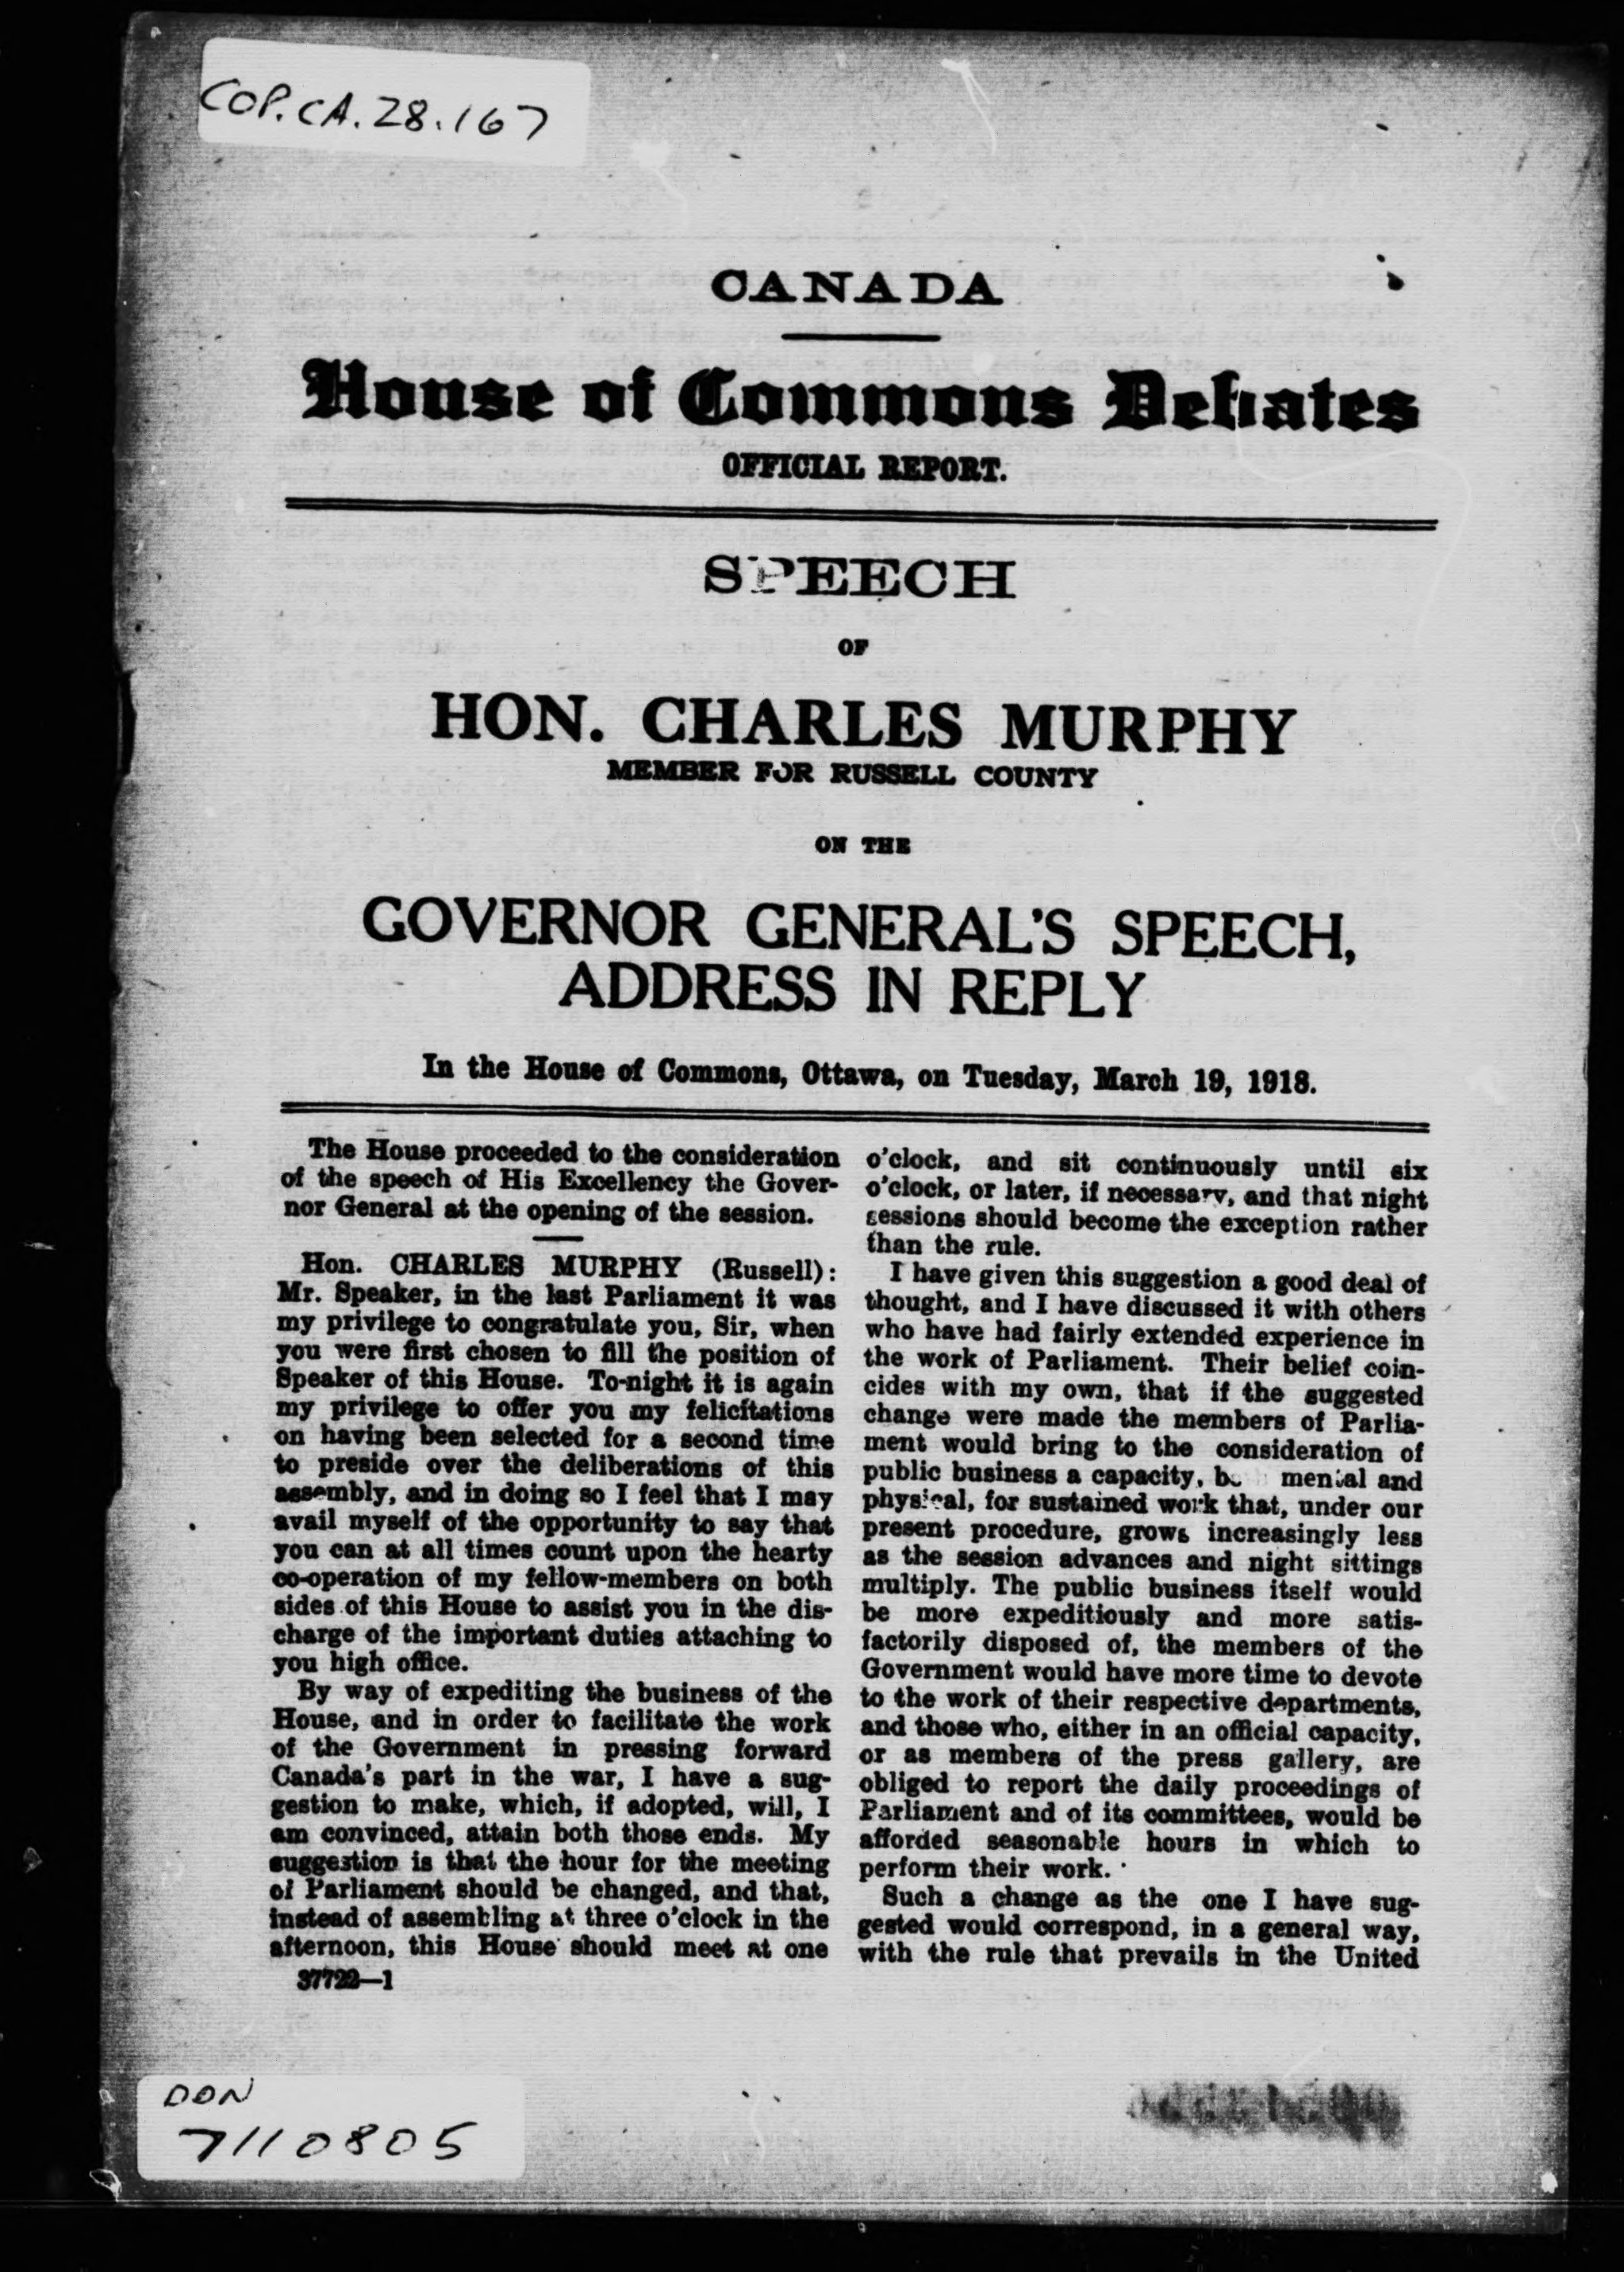 COP.CA.28.167
CANADA
House of Commons Debates
OFFICIAL REPORT.
SPEECH
OF
HON. CHARLES MURPHY
MEMBER FOR RUSSELL COUNTY
ON THE
GOVERNOR GENERAL'S SPEECH,
ADDRESS IN REPLY
In the House of Commons, Ottawa, on Tuesday, March 19, 1918.
The House proceeded to the consideration
of the speech of His Excellency the Gover-
nor General at the opening of the session.
Hon. CHARLES MURPHY (Russell):
Mr. Speaker, in the last Parliament it was
my privilege to congratulate you, Sir, when
you were first chosen to fill the position of
Speaker of this House. To-night it is again
my privilege to offer you my felicitations
on having been selected for a second time
to preside over the deliberations of this
assembly, and in doing so I feel that I may
avail myself of the opportunity to say that
you can at all times count upon the hearty
co-operation of my fellow-members on both
sides of this House to assist you in the dis-
charge of the important duties attaching to
you high office.
By way of expediting the business of the
House, and in order to facilitate the work
of the Government in pressing forward
Canada's part in the war, I have a sug-
gestion to make, which, if adopted, will, I
am convinced, attain both those ends. My
suggestion is that the hour for the meeting
of Parliament should be changed, and that,
instead of assembling at three o'clock in the
afternoon, this House should meet at one
37722—1
o'clock, and sit continuously until six
o'clock, or later, if necessary, and that night
sessions should become the exception rather
than the rule.
I have given this suggestion a good deal of
thought, and I have discussed it with others
who have had fairly extended experience in
the work of Parliament. Their belief coin-
cides with my own, that if the suggested
change were made the members of Parlia-
ment would bring to the consideration of
public business a capacity, both mental and
physical, for sustained work that, under our
present procedure, grows increasingly less
as the session advances and night sittings
multiply. The public business itself would
be more expeditiously and more satis-
factorily disposed of, the members of the
Government would have more time to devote
to the work of their respective departments,
and those who, either in an official capacity,
or as members of the press gallery, are
obliged to report the daily proceedings of
Parliament and of its committees, would be
afforded seasonable hours in which to
perform their work.
Such a change as the one I have sug-
gested would correspond, in a general way,
with the rule that prevails in the United
DON
7110805